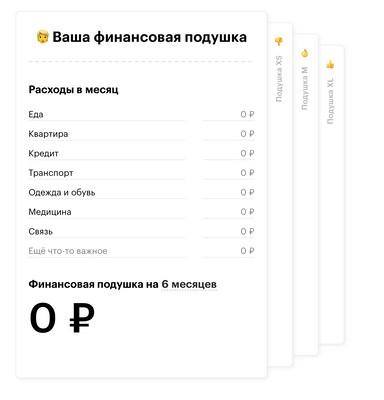 Ваша финансовая подушка
Расходы в месяц
Еда 0 ₽
Квартира 0 ₽
Кредит 0 ₽
Транспорт 0 ₽
Одежда и обувь 0 ₽
Медицина 0 ₽
Связь 0 ₽
Ещё что-то важное 0 ₽
Финансовая подушка на 6 месяцев
0 ₽
Подушка XS
Подушка M
Подушка XL